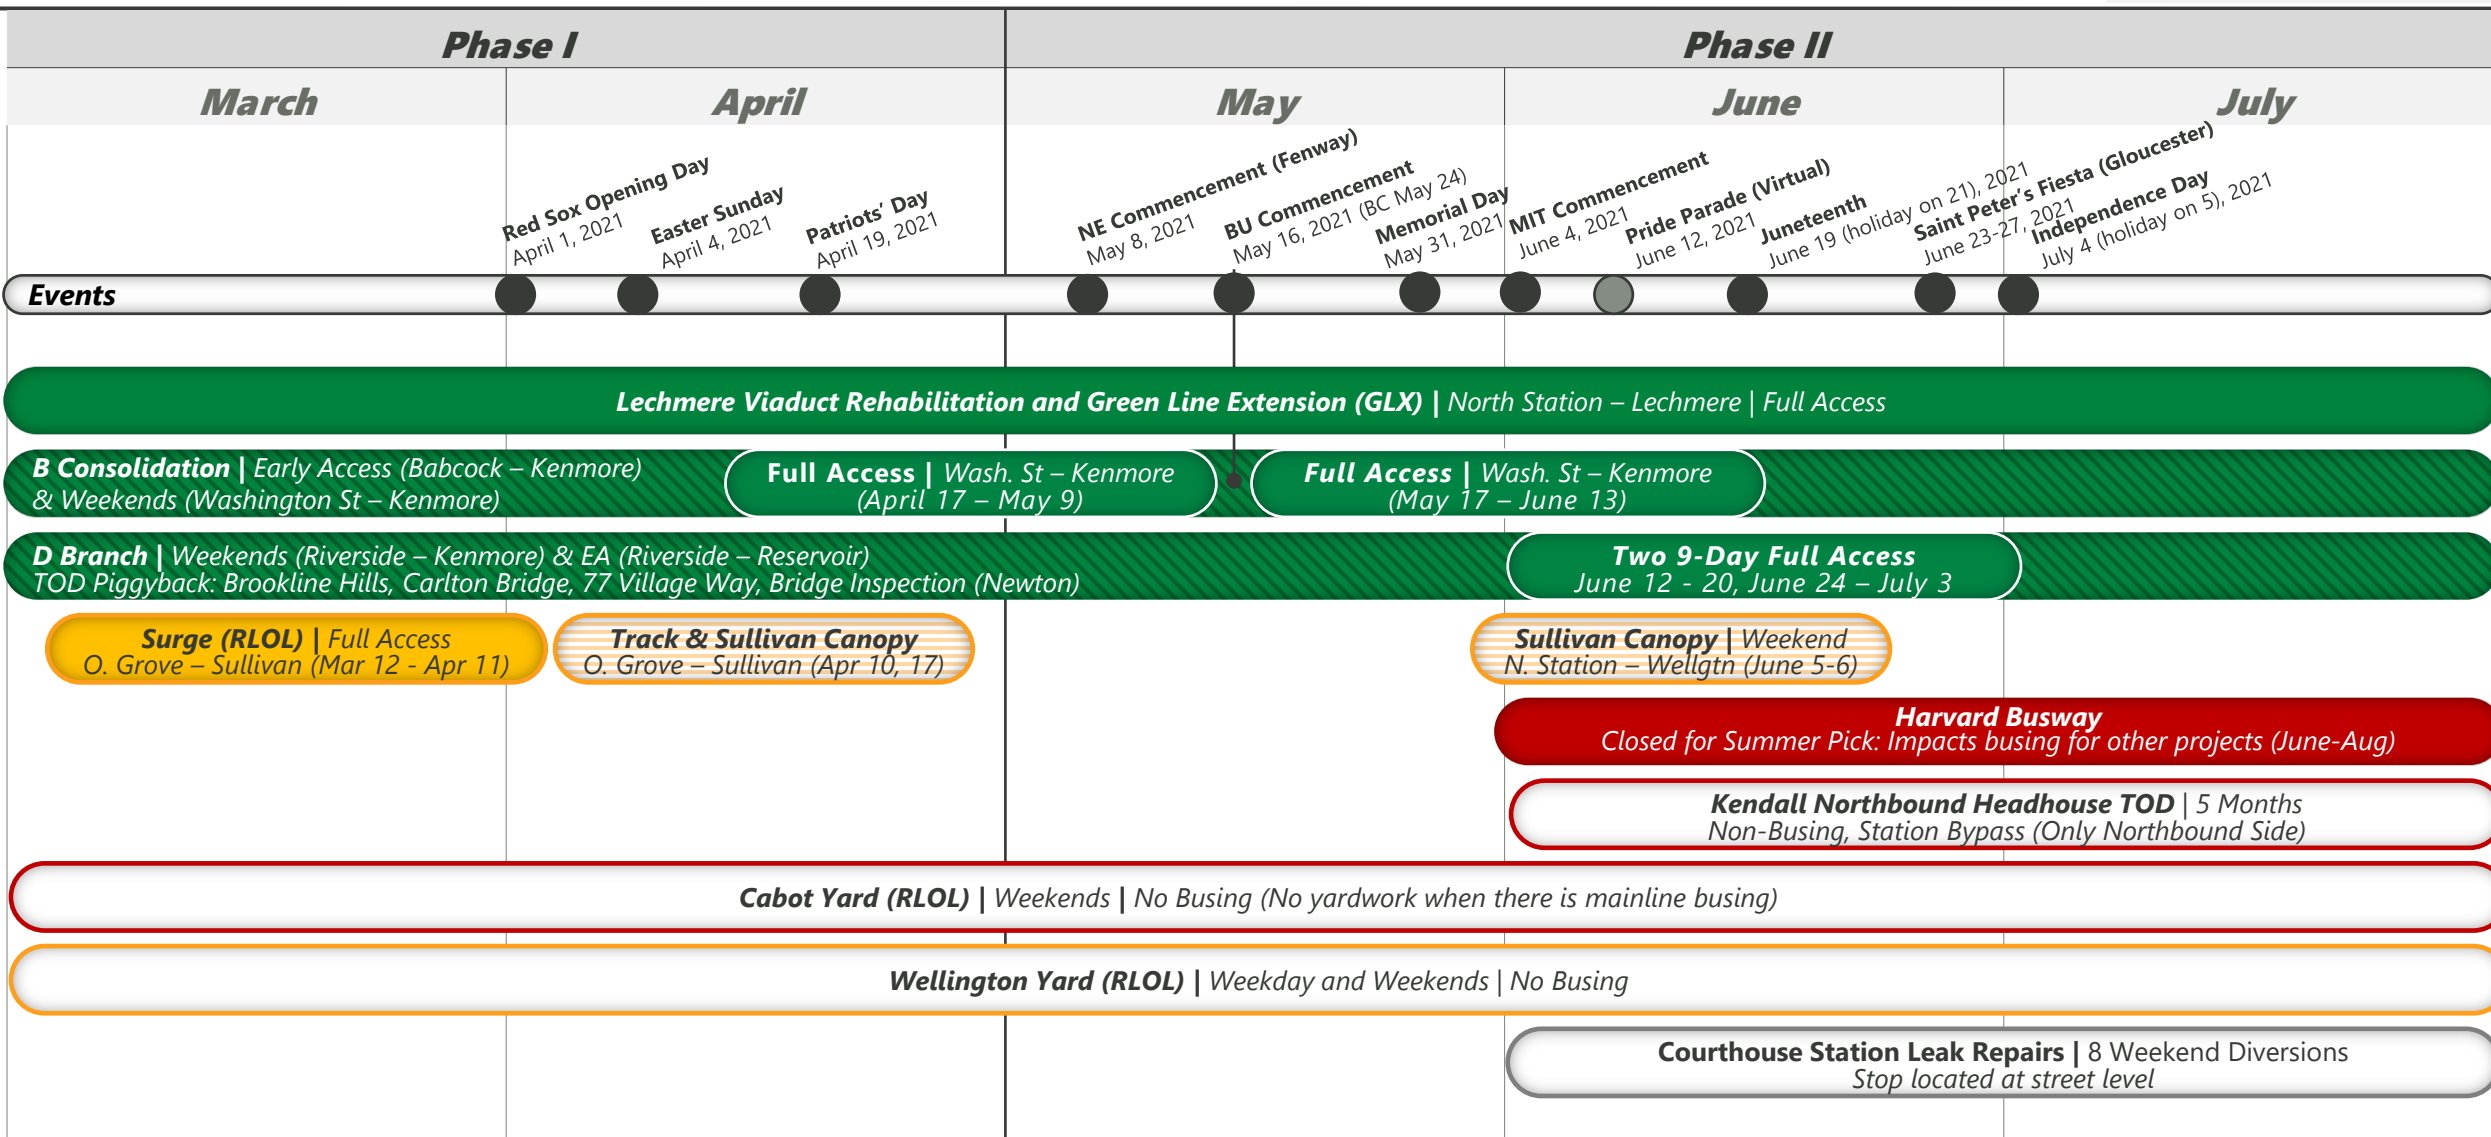 Phase I
Phase II
March
April
May
June
July
Red Sox Opening Day
April 1, 2021
Easter Sunday
April 4, 2021
Patriots' Day
April 19, 2021
NE Commencement (Fenway)
May 8, 2021
BU Commencement
May 16, 2021 (BC May 24)
Memorial Day
May 31, 2021
MIT Commencement
June 4, 2021
Pride Parade (Virtual)
June 12, 2021
Juneteenth
June 19 (holiday on 21), 2021
Saint Peter's Fiesta (Gloucester)
June 23-27, 2021
Independence Day
July 4 (holiday on 5), 2021
Events
Lechmere Viaduct Rehabilitation and Green Line Extension (GLX) | North Station – Lechmere | Full Access
B Consolidation | Early Access (Babcock – Kenmore)
& Weekends (Washington St – Kenmore)
Full Access | Wash. St – Kenmore
(April 17 – May 9)
Full Access | Wash. St – Kenmore
(May 17 – June 13)
D Branch | Weekends (Riverside – Kenmore) & EA (Riverside – Reservoir)
TOD Piggyback: Brookline Hills, Carlton Bridge, 77 Village Way, Bridge Inspection (Newton)
Two 9-Day Full Access
June 12 - 20, June 24 – July 3
Surge (RLOL) | Full Access
O. Grove – Sullivan (Mar 12 - Apr 11)
Track & Sullivan Canopy
O. Grove – Sullivan (Apr 10, 17)
Sullivan Canopy | Weekend
N. Station – Wellgtn (June 5-6)
Harvard Busway
Closed for Summer Pick: Impacts busing for other projects (June-Aug)
Kendall Northbound Headhouse TOD | 5 Months
Non-Busing, Station Bypass (Only Northbound Side)
Cabot Yard (RLOL) | Weekends | No Busing (No yardwork when there is mainline busing)
Wellington Yard (RLOL) | Weekday and Weekends | No Busing
Courthouse Station Leak Repairs | 8 Weekend Diversions
Stop located at street level